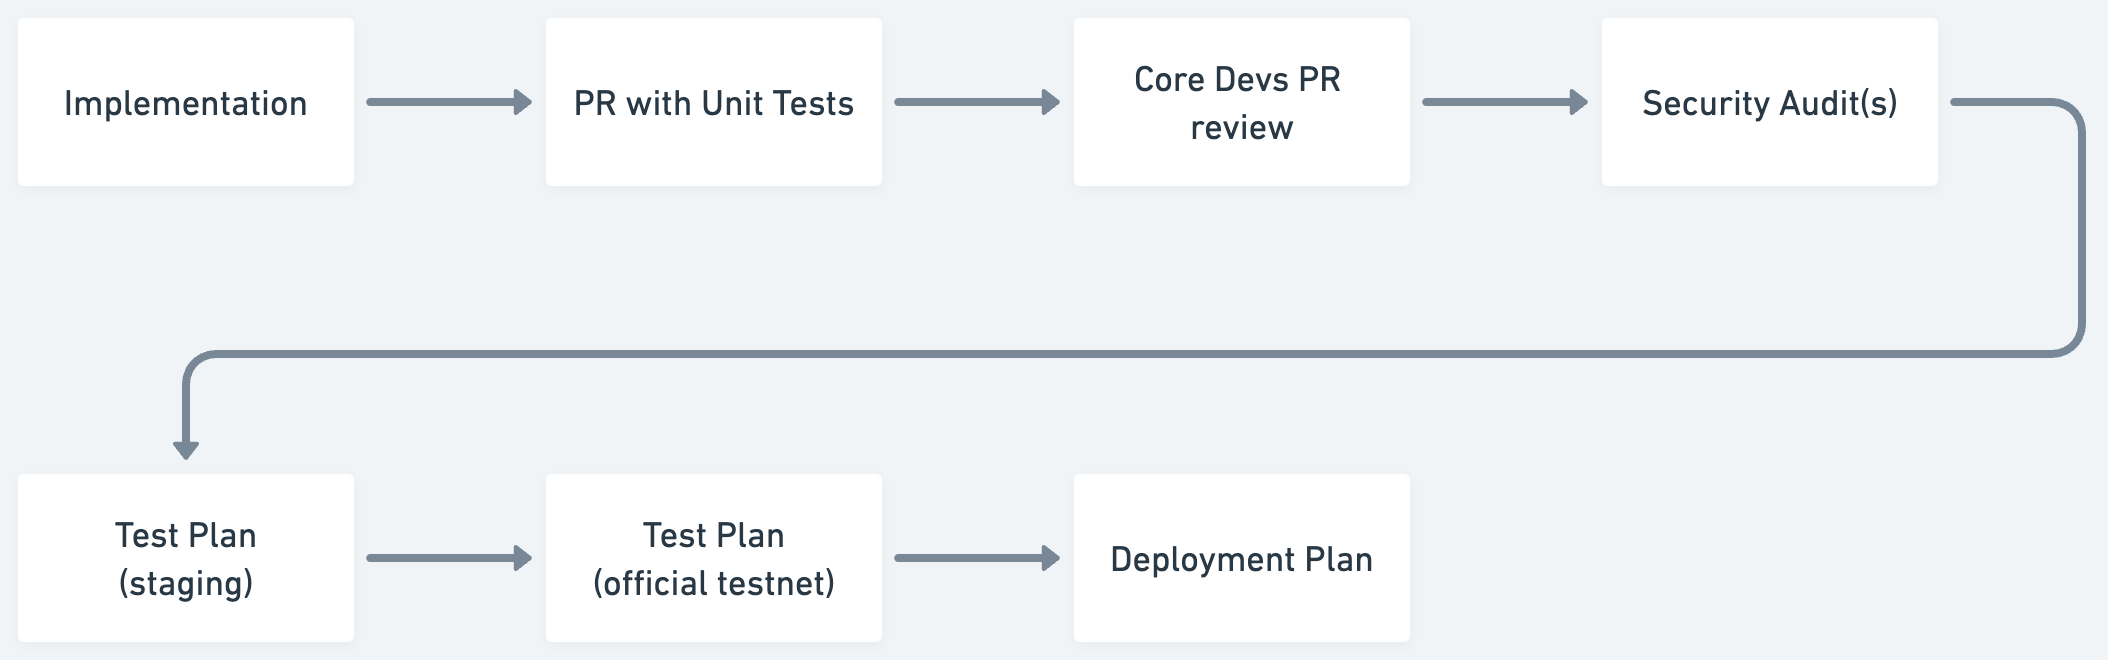 Implementation
PR with Unit Tests
Core Devs PR
review
Security Audit(s)
Test Plan
(staging)
Test Plan
(official testnet)
Deployment Plan